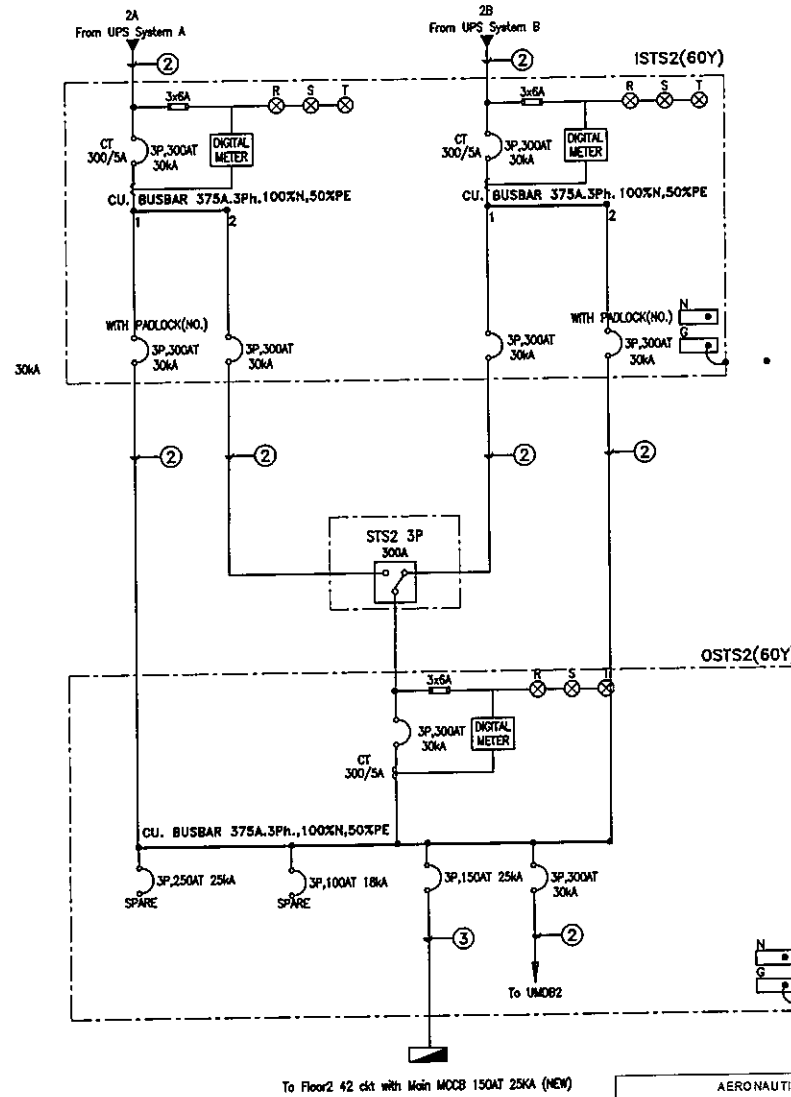 2A
From UPS System A
2B
From UPS System B
2
2
ISTS2(60Y)
3x6A
R S T
3x6A
R S T
CT
300/5A
3P,300AT
30kA
DIGITAL
METER
CT
300/5A
3P,300AT
30kA
DIGITAL
METER
CU. BUSBAR 375A.3Ph.100%N,50%PE
CU. BUSBAR 375A.3Ph.100%N,50%PE
1 2
1 2
WITH PADLOCK(NO.)
3P,300AT
30kA
3P,300AT
30kA
3P,300AT
30kA
WITH PADLOCK(NO.)
3P,300AT
30kA
N
G
30kA
2
2
2
2
STS2 3P
300A
OSTS2(60Y)
3x6A
R S T
3P,300AT
30kA
DIGITAL
METER
CT
300/5A
CU. BUSBAR 375A.3Ph.,100%N,50%PE
3P,250AT 25kA
SPARE
3P,100AT 18kA
SPARE
3P,150AT 25kA
3P,300AT
30kA
3
2
To UMDB2
N
G
To Floor2 42 ckt with Main MCCB 150AT 25KA (NEW)
AERONAUTI